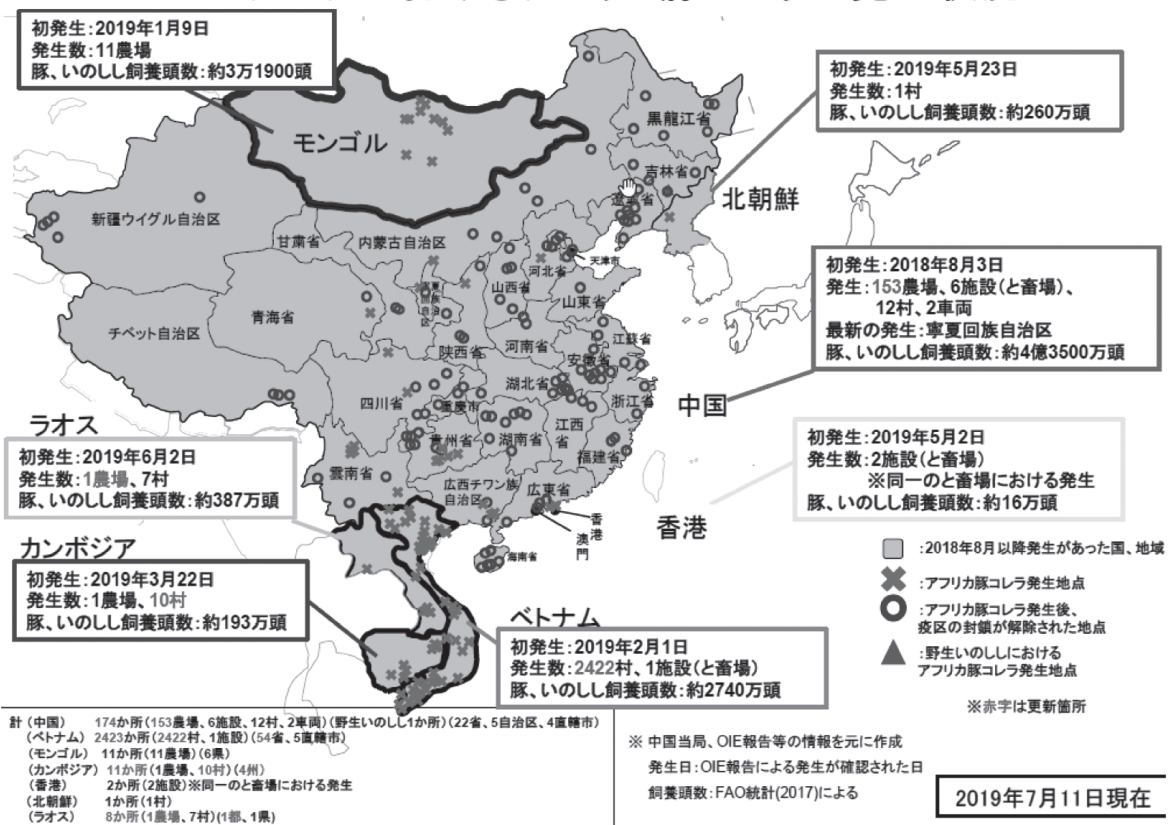 初発生：2019年1月9日
発生数：11農場
豚、いのしし飼養頭数：約3万1900頭
初発生：2019年5月23日
発生数：1村
豚、いのしし飼養頭数：約260万頭
モンゴル
黒龍江省
吉林省
北朝鮮
新疆ウイグル自治区
甘粛省
内蒙古自治区
天津市
河北省
初発生：2018年8月3日
発生：153農場、6施設(と畜場)、
12村、2車両
最新の発生：寧夏回族自治区
豚、いのしし飼養頭数：約4億3500万頭
山西省
山東省
青海省
チベット自治区
陕西省
河南省
江蘇省
安徽省
湖北省
四川省
重慶市
浙江省
中国
江西省
湖南省
青州省
福建省
ラオス
初発生：2019年6月2日
発生数：1農場、7村
豚、いのしし飼養頭数：約387万頭
初発生：2019年5月2日
発生数：2施設(と畜場)
※同一のと畜場における発生
豚、いのしし飼養頭数：約16万頭
雲南省
広西チワン族
自治区
広東省
香港
澳門
香港
海南省
カンボジア
初発生：2019年3月22日
発生数：1農場、10村
豚、いのしし飼養頭数：約193万頭
ベトナム
初発生：2019年2月1日
発生数：2422村、1施設(と畜場)
豚、いのしし飼養頭数：約2740万頭
：2018年8月以降発生があった国、地域
：アフリカ豚コレラ発生地点
：アフリカ豚コレラ発生後、
疫区の封鎖が解除された地点
：野生いのししにおける
アフリカ豚コレラ発生地点
※赤字は更新箇所
計（中国） 174か所(153農場、6施設、12村、2車両)(野生いのしし1か所)(22省、5自治区、4直轄市)
（ベトナム） 2423か所(2422村、1施設)(54省、5直轄市)
（モンゴル） 11か所(11農場)(6県)
（カンボジア） 11か所(1農場、10村)(4州)
（香港） 2か所(2施設)※同一のと畜場における発生
（北朝鮮） 1か所(1村)
（ラオス） 8か所(1農場、7村)(1都、1県)
※ 中国当局、OIE報告等の情報を元に作成
発生日：OIE報告による発生が確認された日
飼養頭数：FAO統計(2017)による
2019年7月11日現在